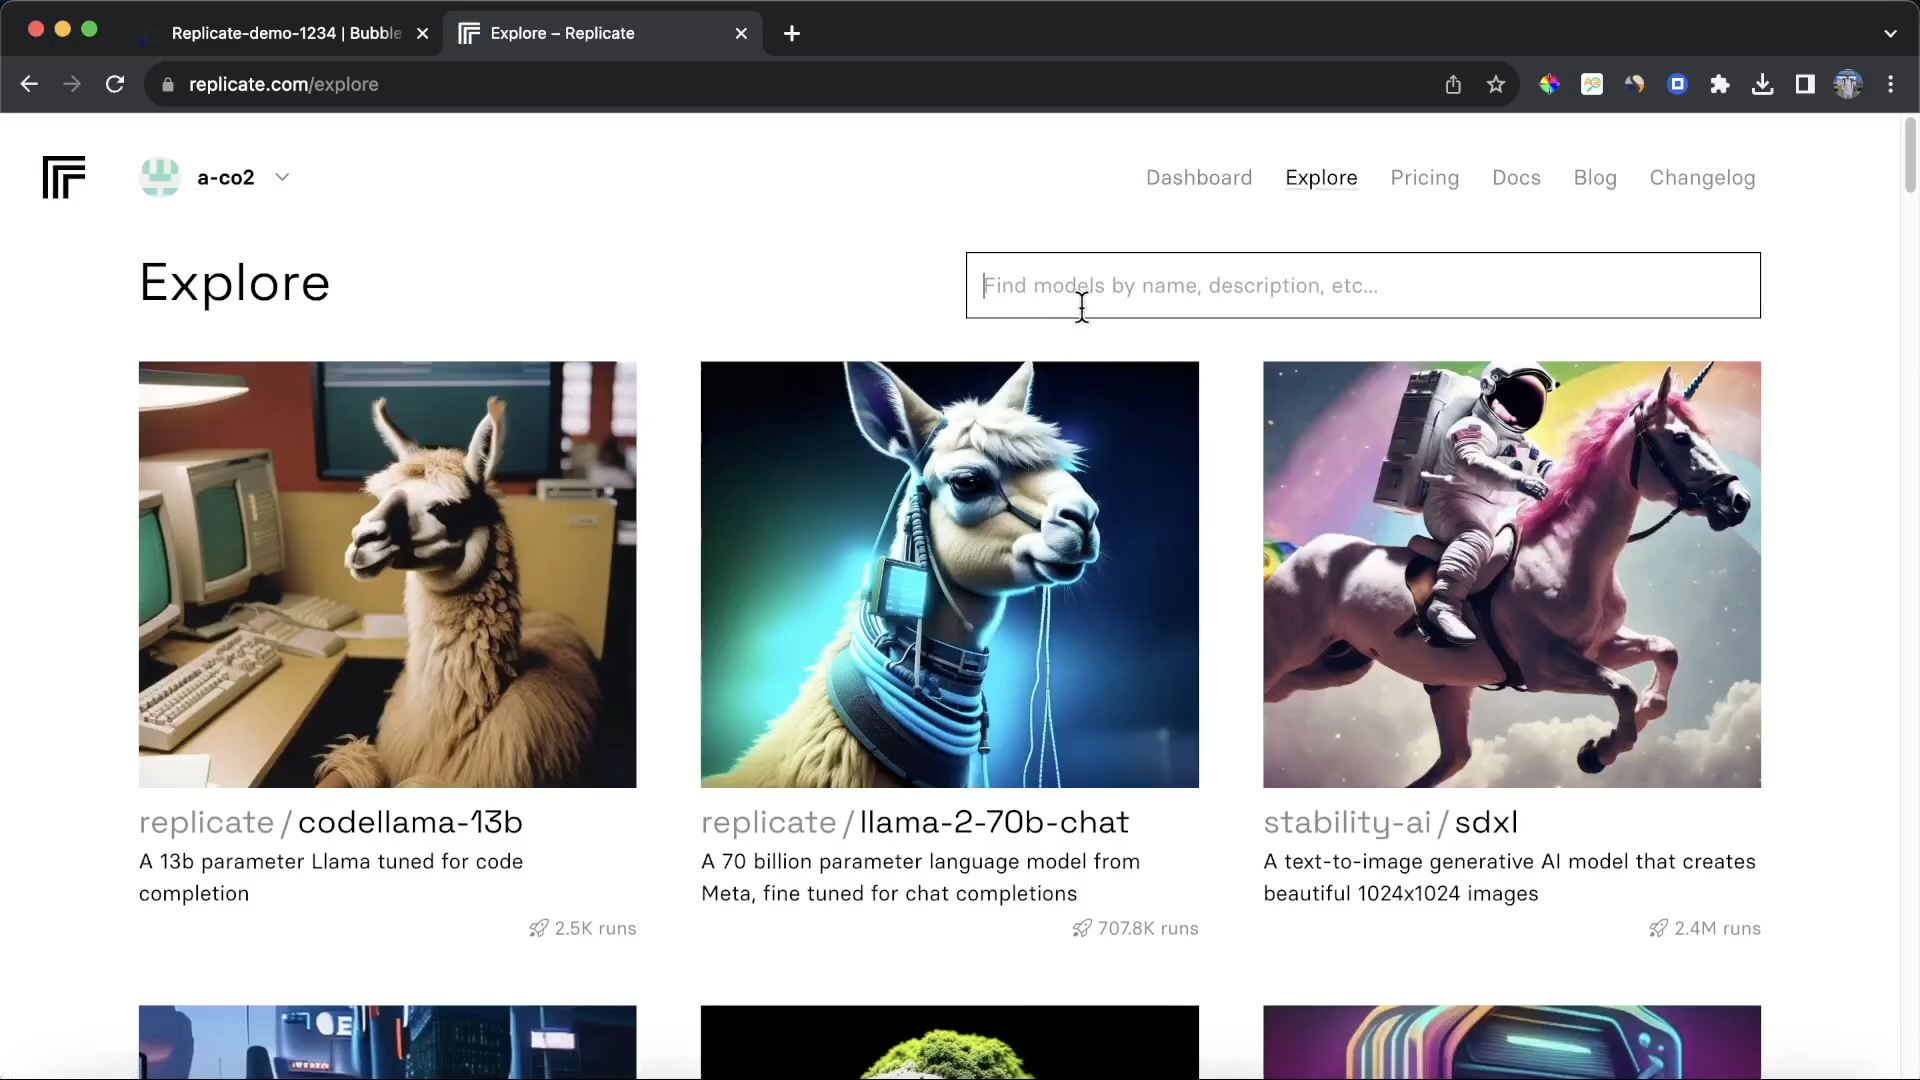 Replicate-demo-1234 | Bubble
Explore – Replicate
replicate.com/explore
a-co2
Dashboard
Explore
Pricing
Docs
Blog
Changelog
Explore
Find models by name, description, etc...
replicate / codellama-13b
A 13b parameter Llama tuned for code
completion
2.5K runs
replicate / llama-2-70b-chat
A 70 billion parameter language model from
Meta, fine tuned for chat completions
707.8K runs
stability-ai / sdxl
A text-to-image generative AI model that creates
beautiful 1024x1024 images
2.4M runs